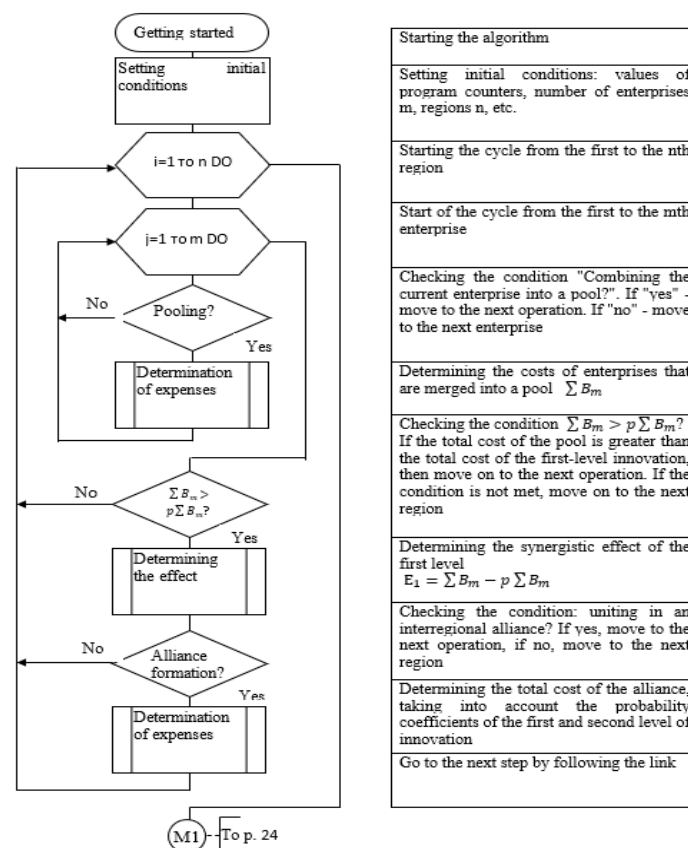 Getting started
Setting initial
conditions
i=1 то n DO
j=1 то m DO
No
Pooling?
Yes
Determination
of expenses
No
∑ Bₘ >
p∑ Bₘ?
Yes
Determining
the effect
No
Alliance
formation?
Yes
Determination
of expenses
M1
To p. 24
Starting the algorithm
Setting initial conditions: values of
program counters, number of enterprises
m, regions n, etc.
Starting the cycle from the first to the nth
region
Start of the cycle from the first to the mth
enterprise
Checking the condition "Combining the
current enterprise into a pool?". If "yes" -
move to the next operation. If "no" - move
to the next enterprise
Determining the costs of enterprises that
are merged into a pool ∑ Bₘ
Checking the condition ∑ Bₘ > p ∑ Bₘ?
If the total cost of the pool is greater than
the total cost of the first-level innovation,
then move on to the next operation. If the
condition is not met, move on to the next
region
Determining the synergistic effect of the
first level
E₁ = ∑ Bₘ − p ∑ Bₘ
Checking the condition: uniting in an
interregional alliance? If yes, move to the
next operation, if no, move to the next
region
Determining the total cost of the alliance,
taking into account the probability
coefficients of the first and second level of
innovation
Go to the next step by following the link